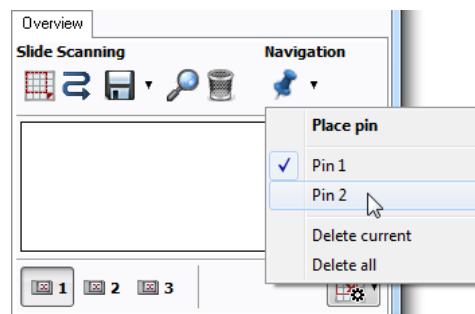 Overview
Slide Scanning
Navigation
Place pin
Pin 1
Pin 2
Delete current
Delete all
1
2
3